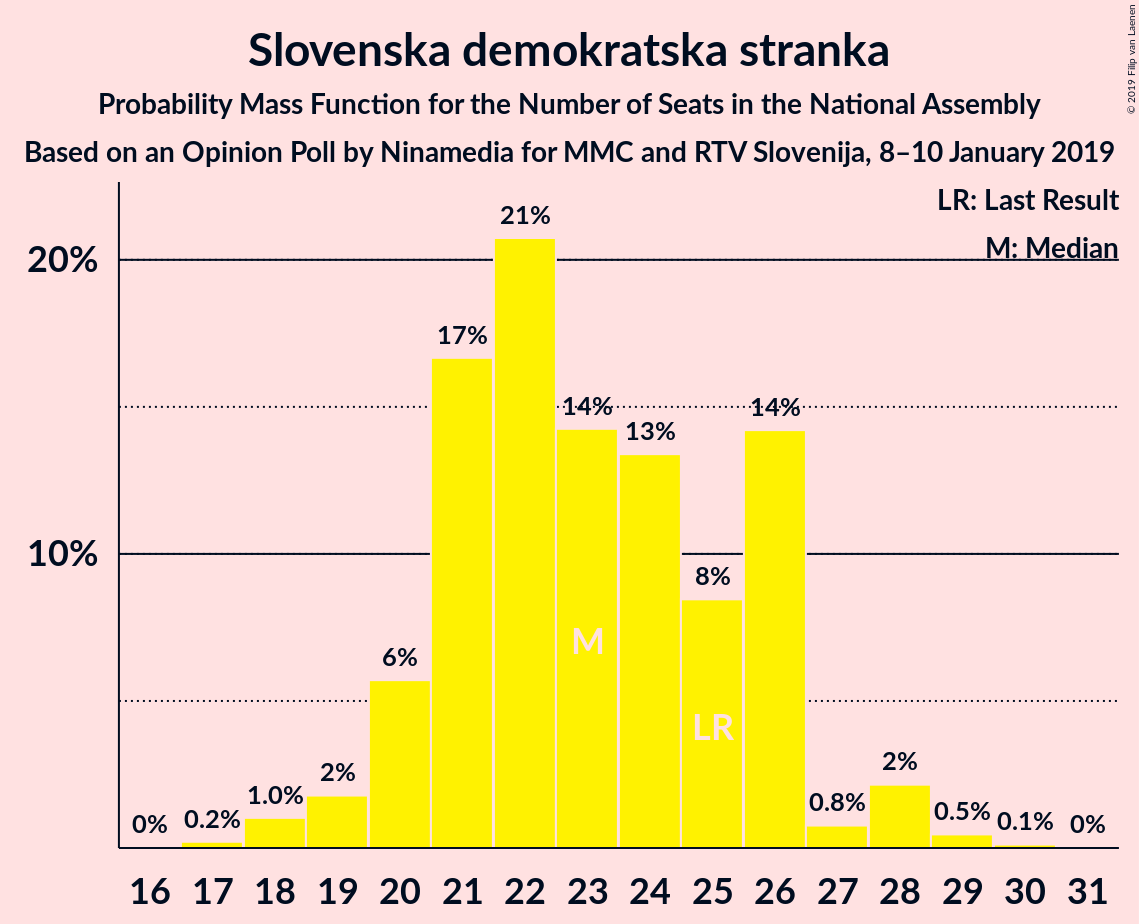 Slovenska demokratska stranka
Probability Mass Function for the Number of Seats in the National Assembly
Based on an Opinion Poll by Ninamedia for MMC and RTV Slovenija, 8–10 January 2019
© 2019 Filip van Laenen
LR: Last Result
M: Median
20%
10%
0%
0.2%
1.0%
2%
6%
17%
21%
14%
13%
8%
14%
0.8%
2%
0.5%
0.1%
0%
M
LR
16 17 18 19 20 21 22 23 24 25 26 27 28 29 30 31